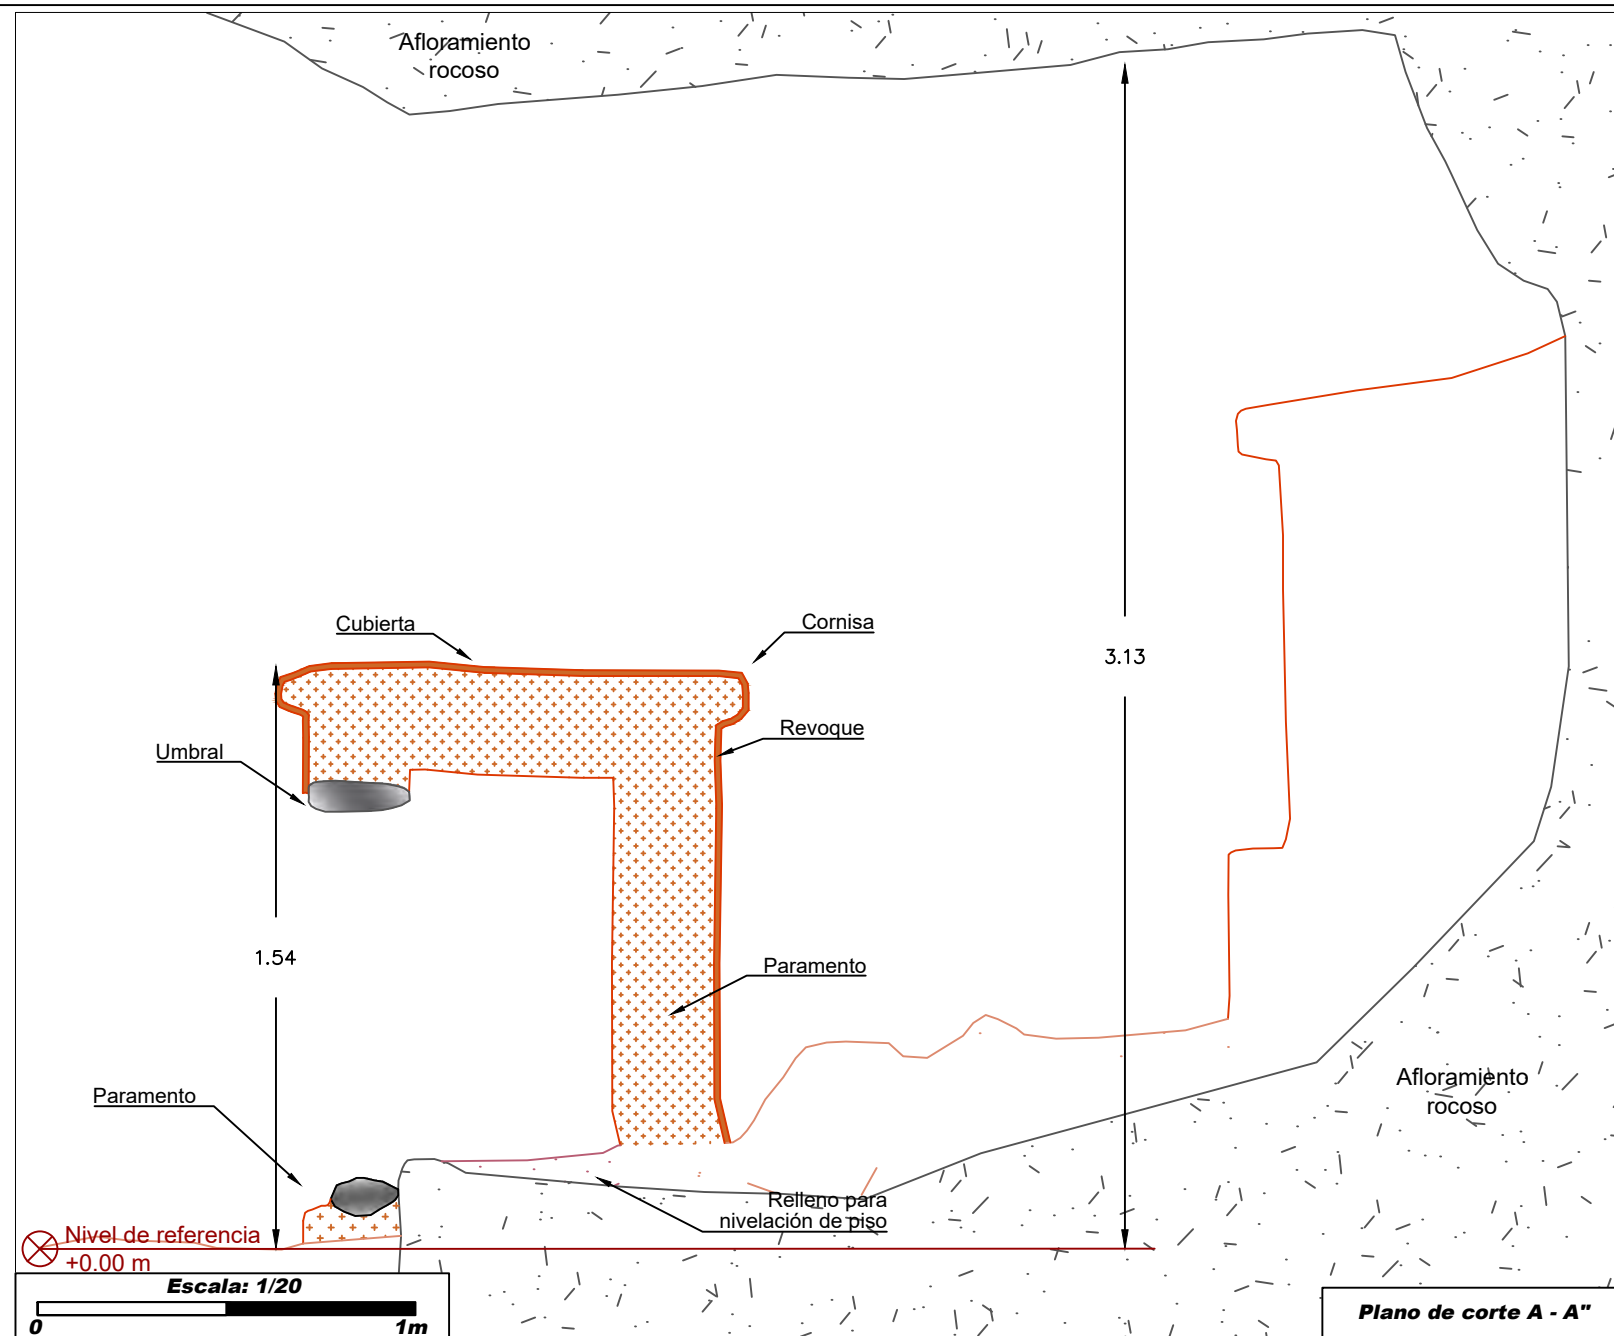 Afloramiento
rocoso
Cubierta
Cornisa
3.13
Revoque
Umbral
1.54
Paramento
Paramento
Afloramiento
rocoso
Relleno para
nivelación de piso
Nivel de referencia
+0.00 m
Escala: 1/20
0 1m
Plano de corte A - A"